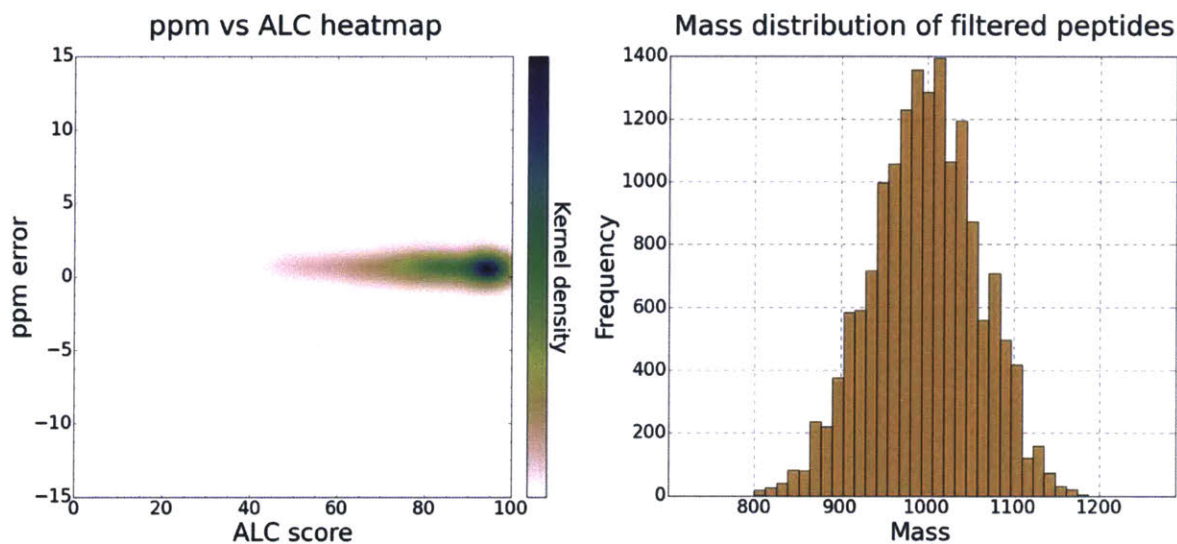 ppm vs ALC heatmap
15
10
5
0
−5
−10
−15
ppm error
0 20 40 60 80 100
ALC score
Kernel density
Mass distribution of filtered peptides
1400
1200
1000
800
600
400
200
0
Frequency
800 900 1000 1100 1200
Mass